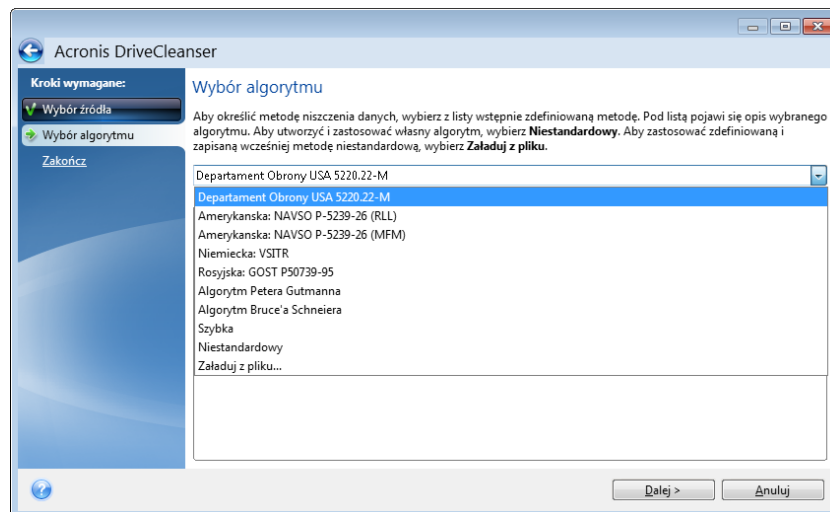 Acronis DriveCleanser
Kroki wymagane:
Wybór źródła
Wybór algorytmu
Zakończ
Wybór algorytmu
Aby określić metodę niszczenia danych, wybierz z listy wstępnie zdefiniowaną metodę. Pod listą pojawi się opis wybranego
algorytmu. Aby utworzyć i zastosować własny algorytm, wybierz Niestandardowy. Aby zastosować zdefiniowaną i
zapisaną wcześniej metodę niestandardową, wybierz Załaduj z pliku.
Departament Obrony USA 5220.22-M
Departament Obrony USA 5220.22-M
Amerykanska: NAVSO P-5239-26 (RLL)
Amerykanska: NAVSO P-5239-26 (MFM)
Niemiecka: VSITR
Rosyjska: GOST P50739-95
Algorytm Petera Gutmanna
Algorytm Bruce'a Schneiera
Szybka
Niestandardowy
Załaduj z pliku...
Dalej >
Anuluj